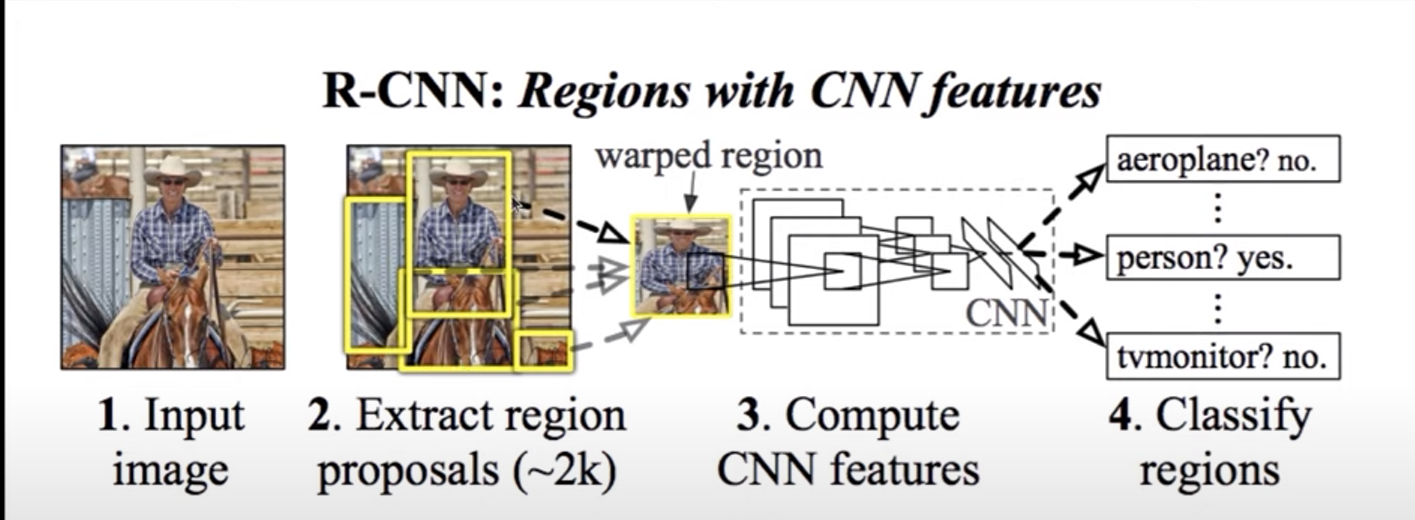 R-CNN: Regions with CNN features
warped region
aeroplane? no.
person? yes.
CNN
tvmonitor? no.
1. Input
image
2. Extract region
proposals (~2k)
3. Compute
CNN features
4. Classify
regions